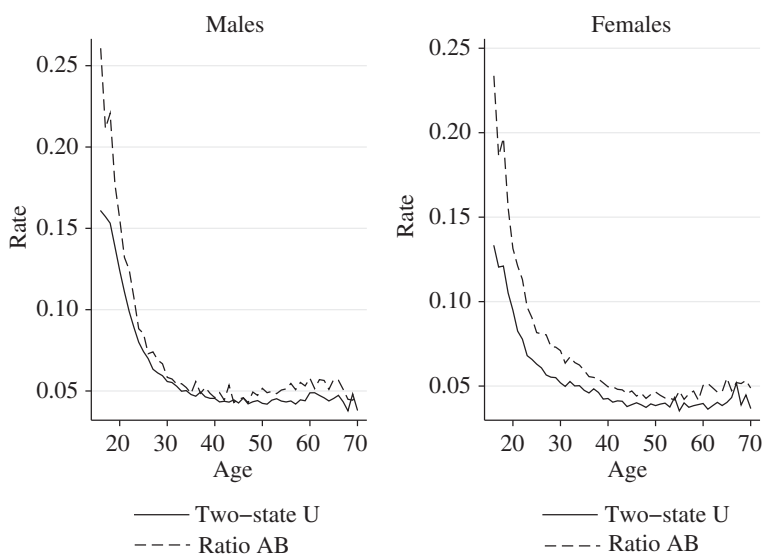 Males
Rate
0.25
0.20
0.15
0.10
0.05
20 30 40 50 60 70
Age
Two−state U
Ratio AB
Females
Rate
0.25
0.20
0.15
0.10
0.05
20 30 40 50 60 70
Age
Two−state U
Ratio AB